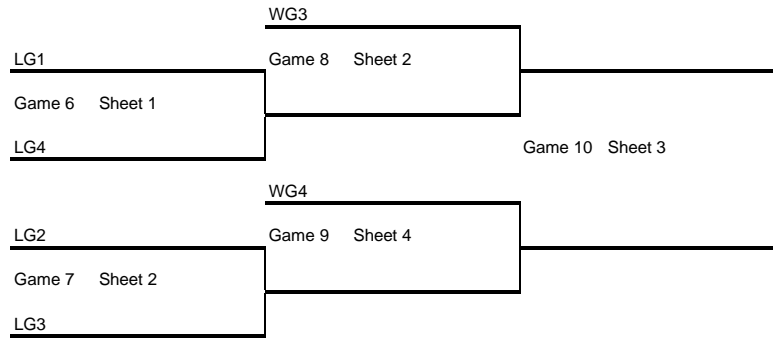 WG3
LG1
Game 8 Sheet 2
Game 6 Sheet 1
LG4
Game 10 Sheet 3
WG4
LG2
Game 9 Sheet 4
Game 7 Sheet 2
LG3